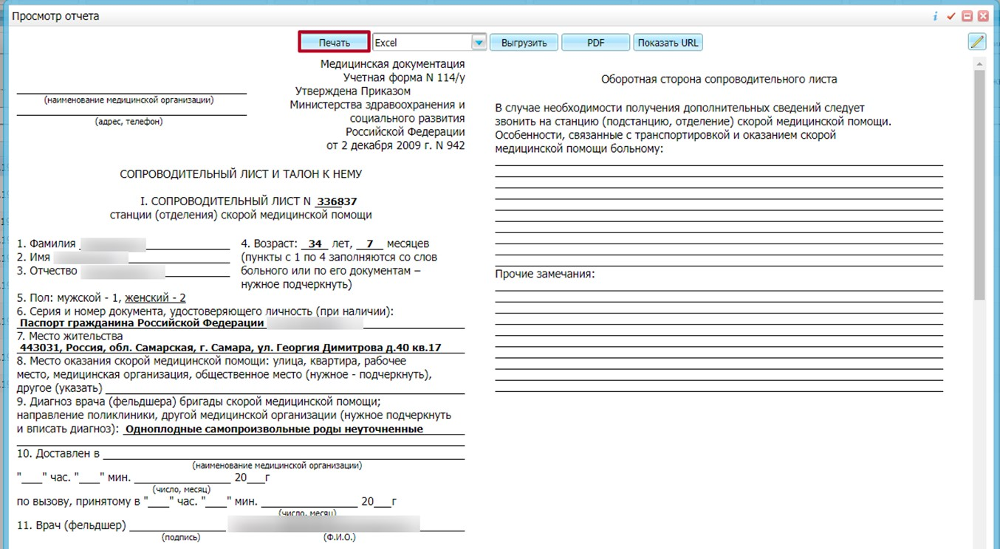 Просмотр отчета
Печать
Excel
Выгрузить
PDF
Показать URL
Медицинская документация
Учетная форма N 114/у
Утверждена Приказом
Министерства здравоохранения и
социального развития
Российской Федерации
от 2 декабря 2009 г. N 942
(наименование медицинской организации)
(адрес, телефон)
СОПРОВОДИТЕЛЬНЫЙ ЛИСТ И ТАЛОН К НЕМУ
I. СОПРОВОДИТЕЛЬНЫЙ ЛИСТ N 336837
станции (отделения) скорой медицинской помощи
1. Фамилия
2. Имя
3. Отчество
4. Возраст: 34 лет, 7 месяцев
(пункты с 1 по 4 заполняются со слов
больного или по его документам –
нужное подчеркнуть)
5. Пол: мужской - 1, женский - 2
6. Серия и номер документа, удостоверяющего личность (при наличии):
Паспорт гражданина Российской Федерации
7. Место жительства
443031, Россия, обл. Самарская, г. Самара, ул. Георгия Димитрова д.40 кв.17
8. Место оказания скорой медицинской помощи: улица, квартира, рабочее
место, медицинская организация, общественное место (нужное - подчеркнуть),
другое (указать)
9. Диагноз врача (фельдшера) бригады скорой медицинской помощи;
направление поликлиники, другой медицинской организации (нужное подчеркнуть
и вписать диагноз): Одноплодные самопроизвольные роды неуточненные
10. Доставлен в
(наименование медицинской организации)
"___" час. "___" мин. ________________ 20___г
(число, месяц)
по вызову, принятому в "___" час. "___" мин. ________________ 20___г
(число, месяц)
11. Врач (фельдшер)
(подпись) (Ф.И.О.)
Оборотная сторона сопроводительного листа
В случае необходимости получения дополнительных сведений следует
звонить на станцию (подстанцию, отделение) скорой медицинской помощи.
Особенности, связанные с транспортировкой и оказанием скорой
медицинской помощи больному:
Прочие замечания: